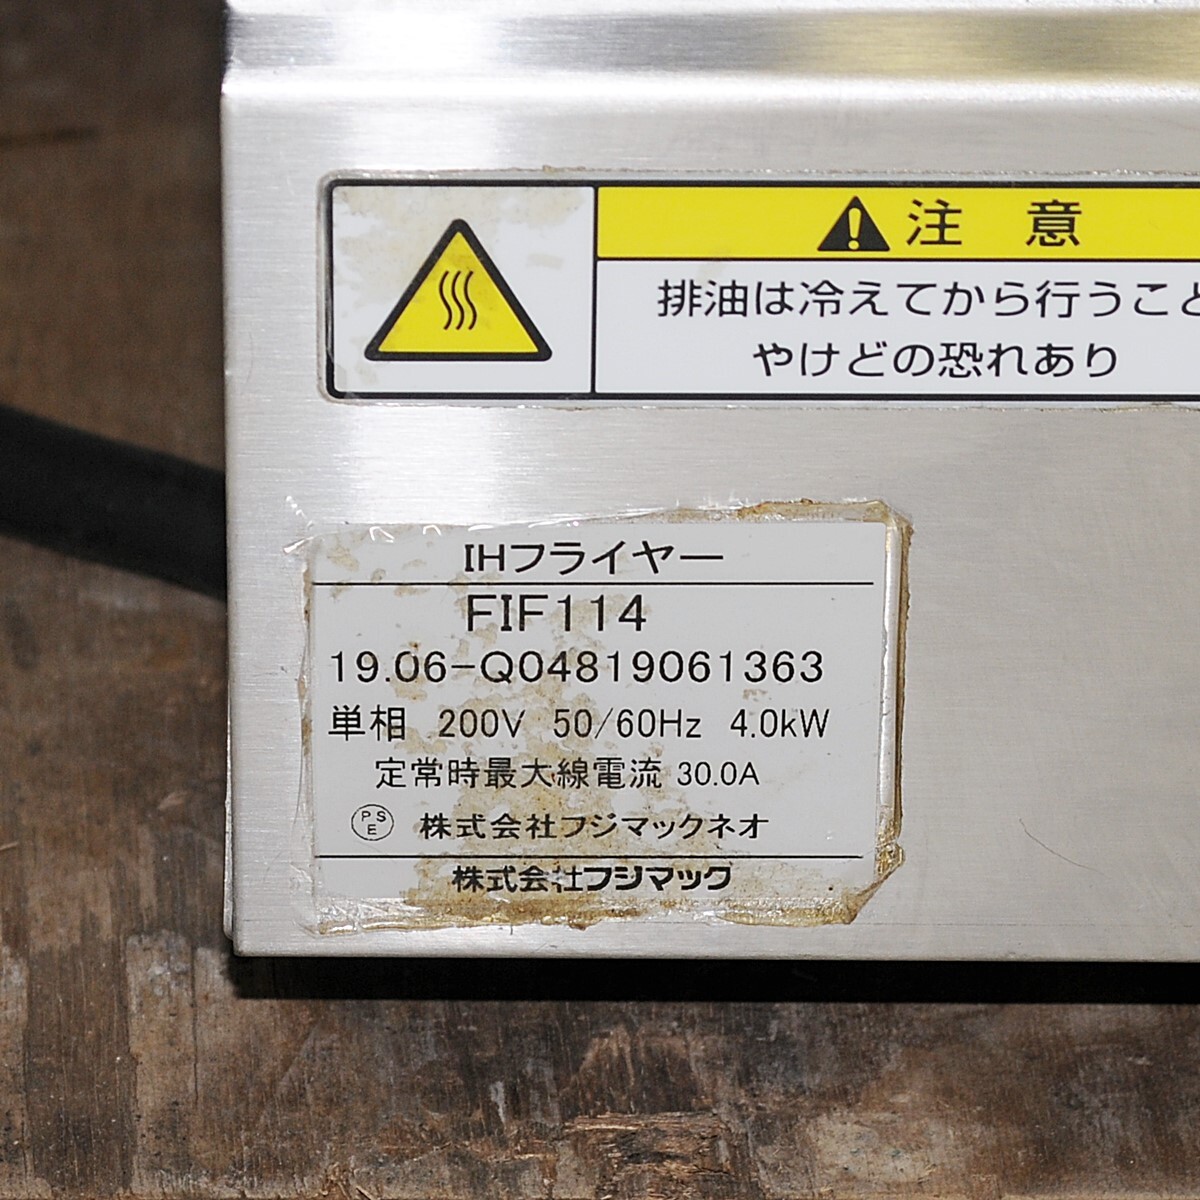 注 意
排油は冷えてから行うこと
やけどの恐れあり
IHフライヤー
FIF114
19.06-Q04819061363
単相 200V 50/60Hz 4.0kW
定常時最大線電流 30.0A
PSE 株式会社フジマックネオ
株式会社フジマック